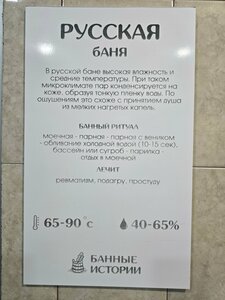 РУССКАЯ
БАНЯ
В русской бане высокая влажность и
средние температуры. При таком
микроклимате пар конденсируется на
коже, образуя тонкую пленку воды. По
ощущениям это схоже с принятием душа
из мелких нагретых капель.
БАННЫЙ РИТУАЛ
моечная - парная - парная с веником
- обливание холодной водой (10-15 сек),
бассейн или сугроб - парилка -
отдых в моечной
ЛЕЧИТ
ревматизм, подагру, простуду
65-90°с 40-65%
БАННЫЕ
ИСТОРИИ